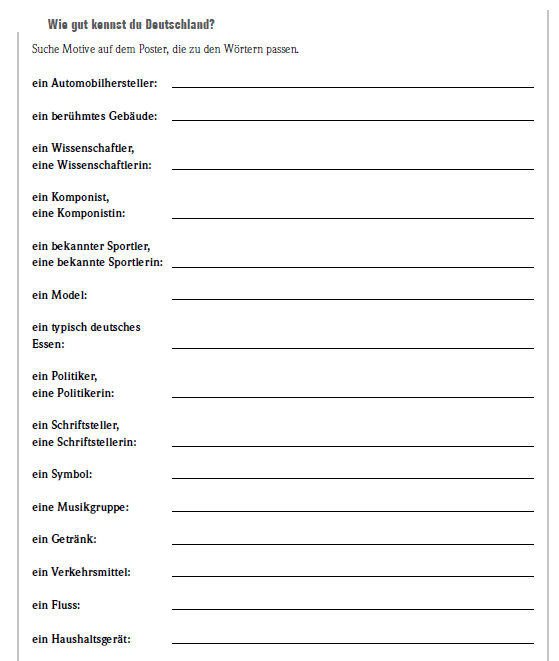 Wie gut kennst du Deutschland?
Suche Motive auf dem Poster, die zu den Wörtern passen.
ein Automobilhersteller:
ein berühmtes Gebäude:
ein Wissenschaftler,
eine Wissenschaftlerin:
ein Komponist,
eine Komponistin:
ein bekannter Sportler,
eine bekannte Sportlerin:
ein Model:
ein typisch deutsches
Essen:
ein Politiker,
eine Politikerin:
ein Schriftsteller,
eine Schriftstellerin:
ein Symbol:
eine Musikgruppe:
ein Getränk:
ein Verkehrsmittel:
ein Fluss:
ein Haushaltsgerät: